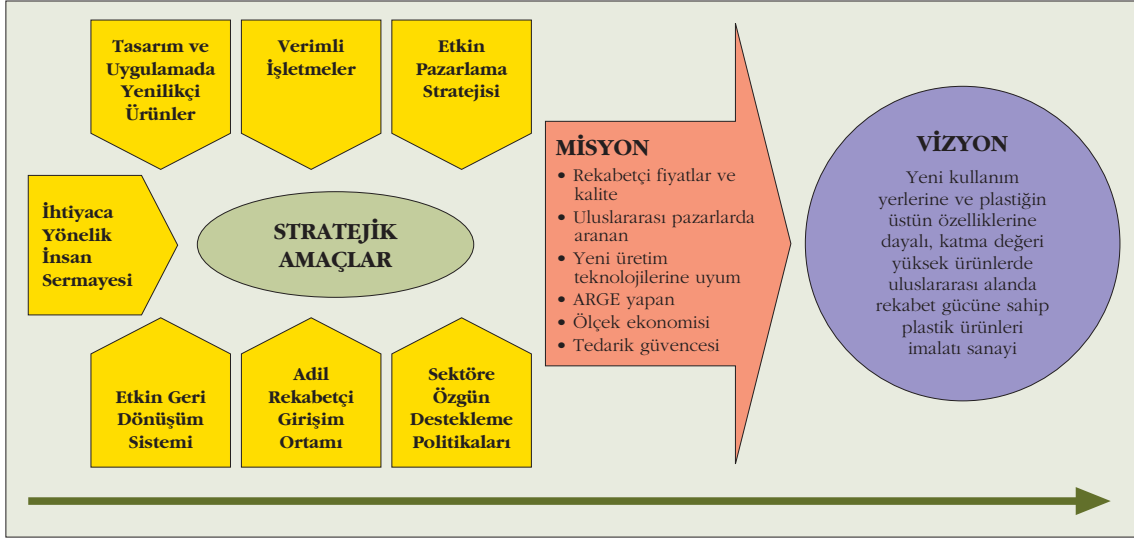 Tasarım ve
Uygulamada
Yenilikçi
Ürünler
Verimli
İşletmeler
Etkin
Pazarlama
Stratejisi
İhtiyaca
Yönelik
İnsan
Sermayesi
STRATEJİK
AMAÇLAR
Etkin Geri
Dönüşüm
Sistemi
Adil
Rekabetçi
Girişim
Ortamı
Sektöre
Özgün
Destekleme
Politikaları
MİSYON
• Rekabetçi fiyatlar ve
kalite
• Uluslararası pazarlarda
aranan
• Yeni üretim
teknolojilerine uyum
• ARGE yapan
• Ölçek ekonomisi
• Tedarik güvencesi
VİZYON
Yeni kullanım
yerlerine ve plastiğin
üstün özelliklerine
dayalı, katma değeri
yüksek ürünlerde
uluslararası alanda
rekabet gücüne sahip
plastik ürünleri
imalatı sanayi